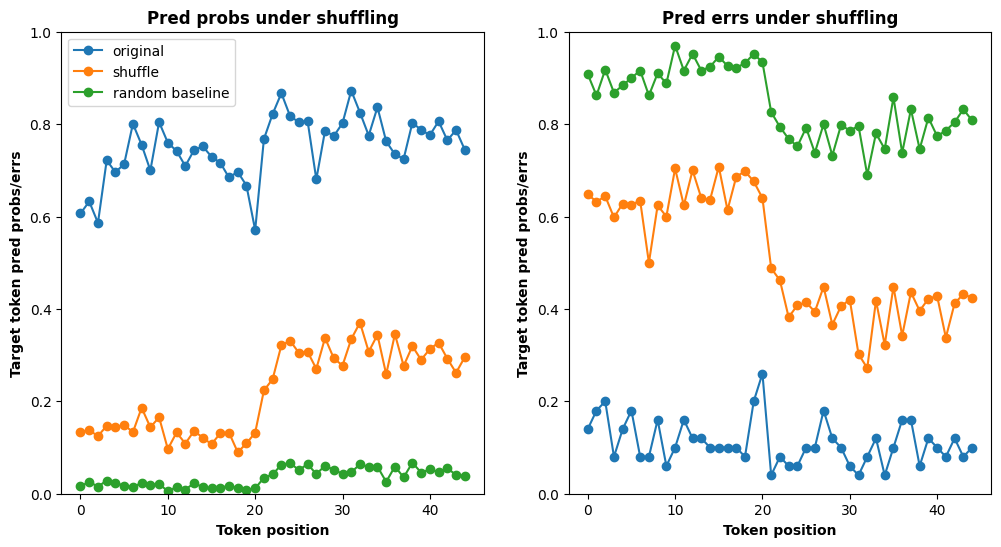 Pred probs under shuffling
Target token pred probs/errs
1.0
0.8
0.6
0.4
0.2
0.0
original
shuffle
random baseline
0
10
20
30
40
Token position
Pred errs under shuffling
Target token pred probs/errs
1.0
0.8
0.6
0.4
0.2
0.0
0
10
20
30
40
Token position